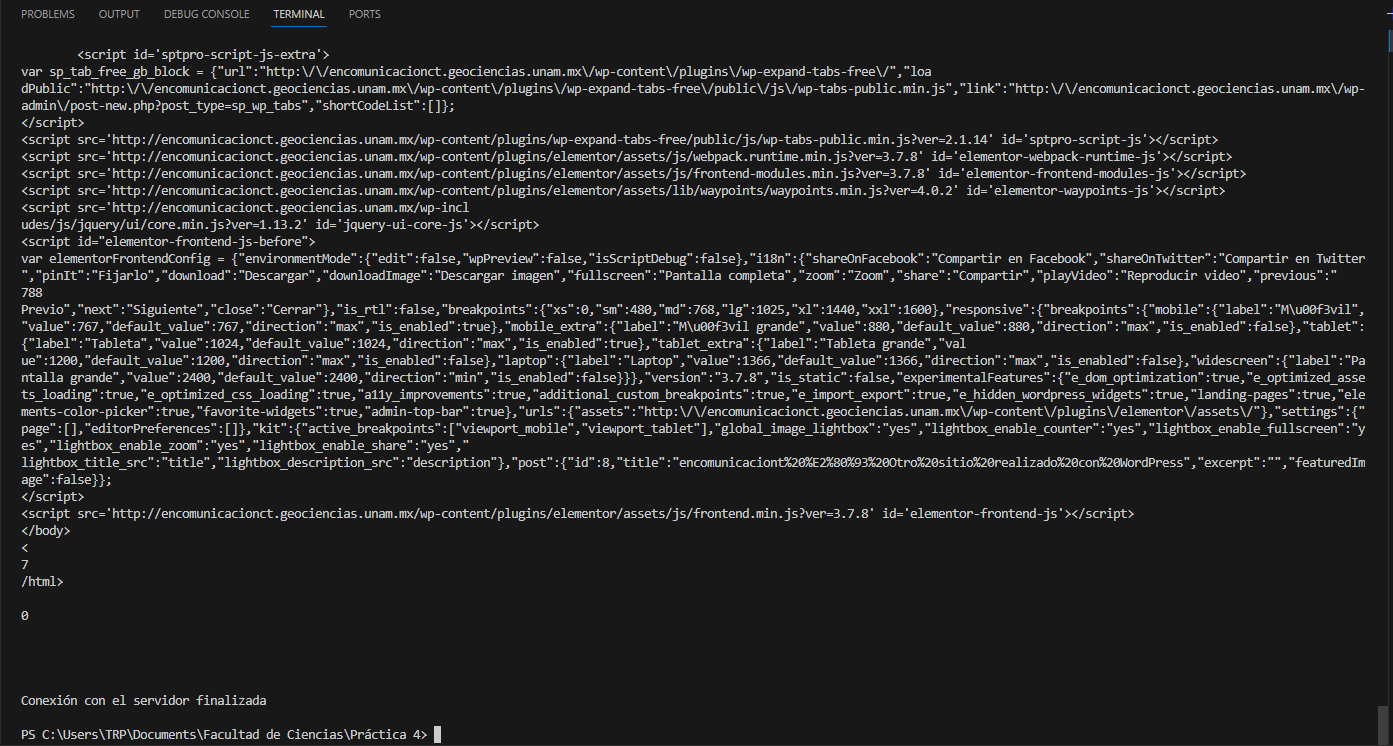 PROBLEMS OUTPUT DEBUG CONSOLE TERMINAL PORTS
<script id='sptpro-script-js-extra'>
var sp_tab_free_gb_block = {"url":"http:\/\/encomunicacionct.geociencias.unam.mx\/wp-content\/plugins\/wp-expand-tabs-free\/","loa
dPublic":"http:\/\/encomunicacionct.geociencias.unam.mx\/wp-content\/plugins\/wp-expand-tabs-free\/public\/js\/wp-tabs-public.min.js","link":"http:\/\/encomunicacionct.geociencias.unam.mx\/wp-
admin\/post-new.php?post_type=sp_wp_tabs","shortCodeList":[]};
</script>
<script src='http://encomunicacionct.geociencias.unam.mx/wp-content/plugins/wp-expand-tabs-free/public/js/wp-tabs-public.min.js?ver=2.1.14' id='sptpro-script-js'></script>
<script src='http://encomunicacionct.geociencias.unam.mx/wp-content/plugins/elementor/assets/js/webpack.runtime.min.js?ver=3.7.8' id='elementor-webpack-runtime-js'></script>
<script src='http://encomunicacionct.geociencias.unam.mx/wp-content/plugins/elementor/assets/js/frontend-modules.min.js?ver=3.7.8' id='elementor-frontend-modules-js'></script>
<script src='http://encomunicacionct.geociencias.unam.mx/wp-content/plugins/elementor/assets/lib/waypoints/waypoints.min.js?ver=4.0.2' id='elementor-waypoints-js'></script>
<script src='http://encomunicacionct.geociencias.unam.mx/wp-incl
udes/js/jquery/ui/core.min.js?ver=1.13.2' id='jquery-ui-core-js'></script>
<script id="elementor-frontend-js-before">
var elementorFrontendConfig = {"environmentMode":{"edit":false,"wpPreview":false,"isScriptDebug":false},"i18n":{"shareOnFacebook":"Compartir en Facebook","shareOnTwitter":"Compartir en Twitter
","pinIt":"Fijarlo","download":"Descargar","downloadImage":"Descargar imagen","fullscreen":"Pantalla completa","zoom":"Zoom","share":"Compartir","playVideo":"Reproducir video","previous":"
788
Previo","next":"Siguiente","close":"Cerrar"},"is_rtl":false,"breakpoints":{"xs":0,"sm":480,"md":768,"lg":1025,"xl":1440,"xxl":1600},"responsive":{"breakpoints":{"mobile":{"label":"M\u00f3vil",
"value":767,"default_value":767,"direction":"max","is_enabled":true},"mobile_extra":{"label":"M\u00f3vil grande","value":880,"default_value":880,"direction":"max","is_enabled":false},"tablet":
{"label":"Tableta","value":1024,"default_value":1024,"direction":"max","is_enabled":true},"tablet_extra":{"label":"Tableta grande","val
ue":1200,"default_value":1200,"direction":"max","is_enabled":false},"laptop":{"label":"Laptop","value":1366,"default_value":1366,"direction":"max","is_enabled":false},"widescreen":{"label":"Pa
ntalla grande","value":2400,"default_value":2400,"direction":"min","is_enabled":false}}},"version":"3.7.8","is_static":false,"experimentalFeatures":{"e_dom_optimization":true,"e_optimized_asse
ts_loading":true,"e_optimized_css_loading":true,"a11y_improvements":true,"additional_custom_breakpoints":true,"e_import_export":true,"e_hidden_wordpress_widgets":true,"landing-pages":true,"ele
ments-color-picker":true,"favorite-widgets":true,"admin-top-bar":true},"urls":{"assets":"http:\/\/encomunicacionct.geociencias.unam.mx\/wp-content\/plugins\/elementor\/assets\/"},"settings":{"
page":[],"editorPreferences":[]},"kit":{"active_breakpoints":["viewport_mobile","viewport_tablet"],"global_image_lightbox":"yes","lightbox_enable_counter":"yes","lightbox_enable_fullscreen":"y
es","lightbox_enable_zoom":"yes","lightbox_enable_share":"yes","
lightbox_title_src":"title","lightbox_description_src":"description"},"post":{"id":8,"title":"encomunicaciont%20%E2%80%93%20Otro%20sitio%20realizado%20con%20WordPress","excerpt":"","featuredIm
age":false}};
</script>
<script src='http://encomunicacionct.geociencias.unam.mx/wp-content/plugins/elementor/assets/js/frontend.min.js?ver=3.7.8' id='elementor-frontend-js'></script>
</body>
<
7
/html>
0
Conexión con el servidor finalizada
PS C:\Users\TRP\Documents\Facultad de Ciencias\Práctica 4>